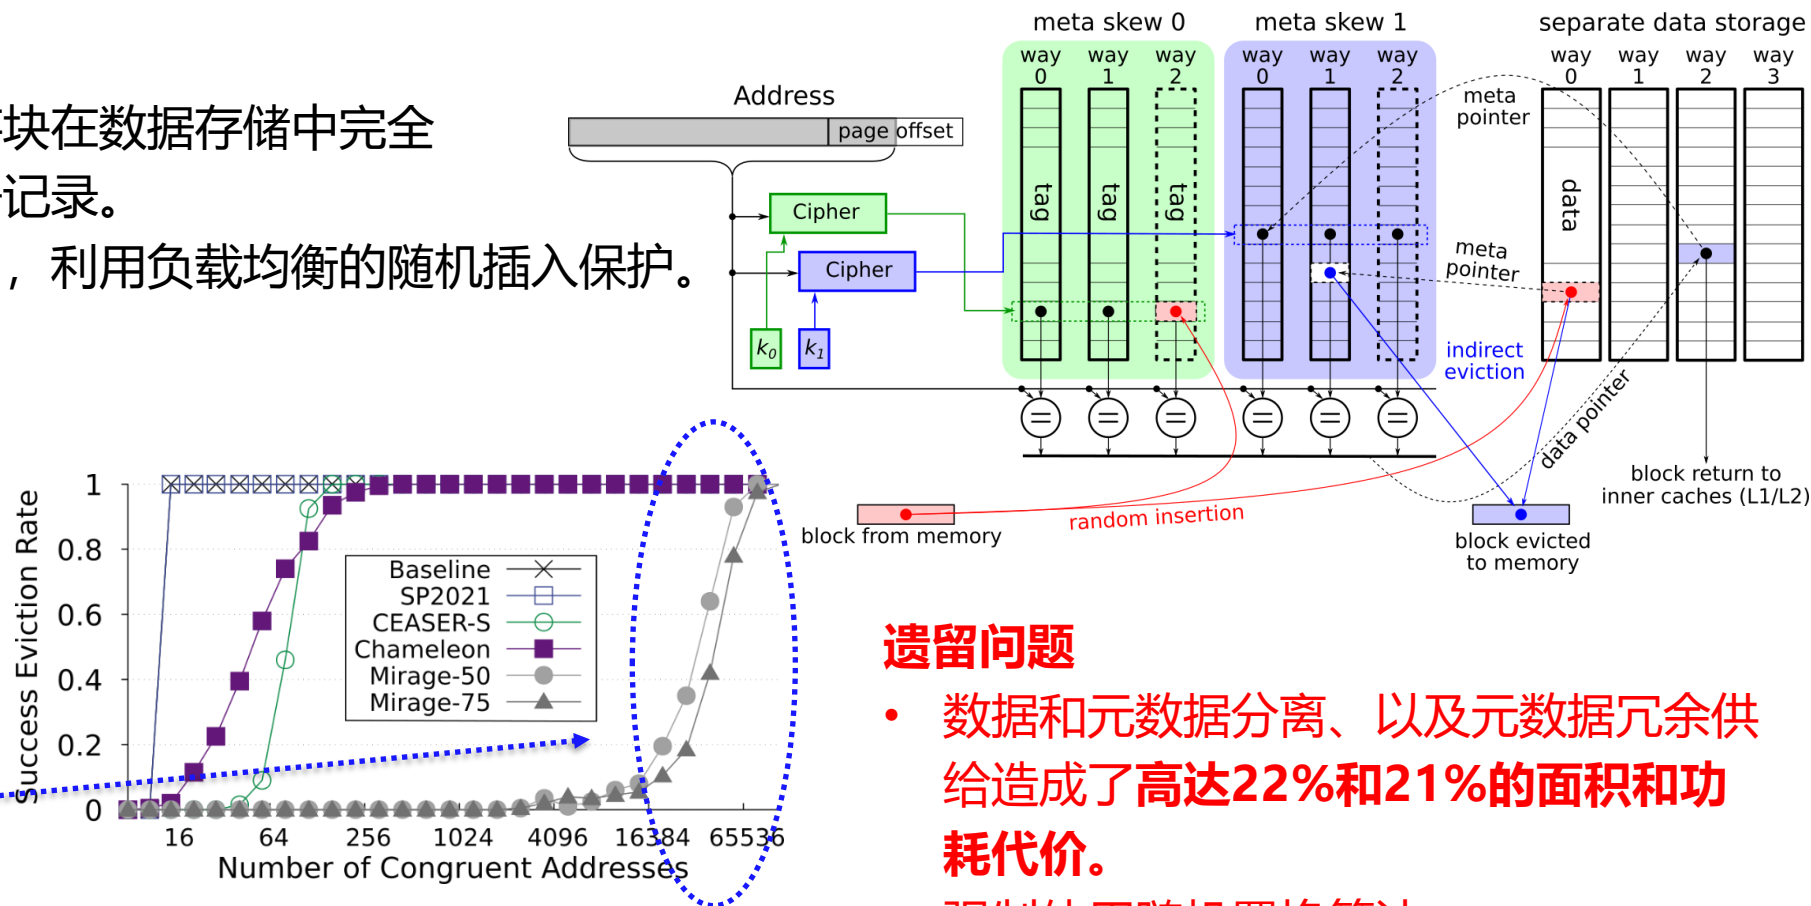 块在数据存储中完全
记录。
，利用负载均衡的随机插入保护。
meta skew 0
meta skew 1
separate data storage
way 0
way 1
way 2
way 0
way 1
way 2
way 0
way 1
way 2
way 3
Address
page offset
tag
tag
tag
data
Cipher
Cipher
k0
k1
meta pointer
meta pointer
indirect eviction
data pointer
block return to
inner caches (L1/L2)
block from memory
random insertion
block evicted
to memory
Success Eviction Rate
1
0.8
0.6
0.4
0.2
0
Baseline
SP2021
CEASER-S
Chameleon
Mirage-50
Mirage-75
16 64 256 1024 4096 16384 65536
Number of Congruent Addresses
遗留问题
• 数据和元数据分离、以及元数据冗余供
给造成了高达22%和21%的面积和功
耗代价。